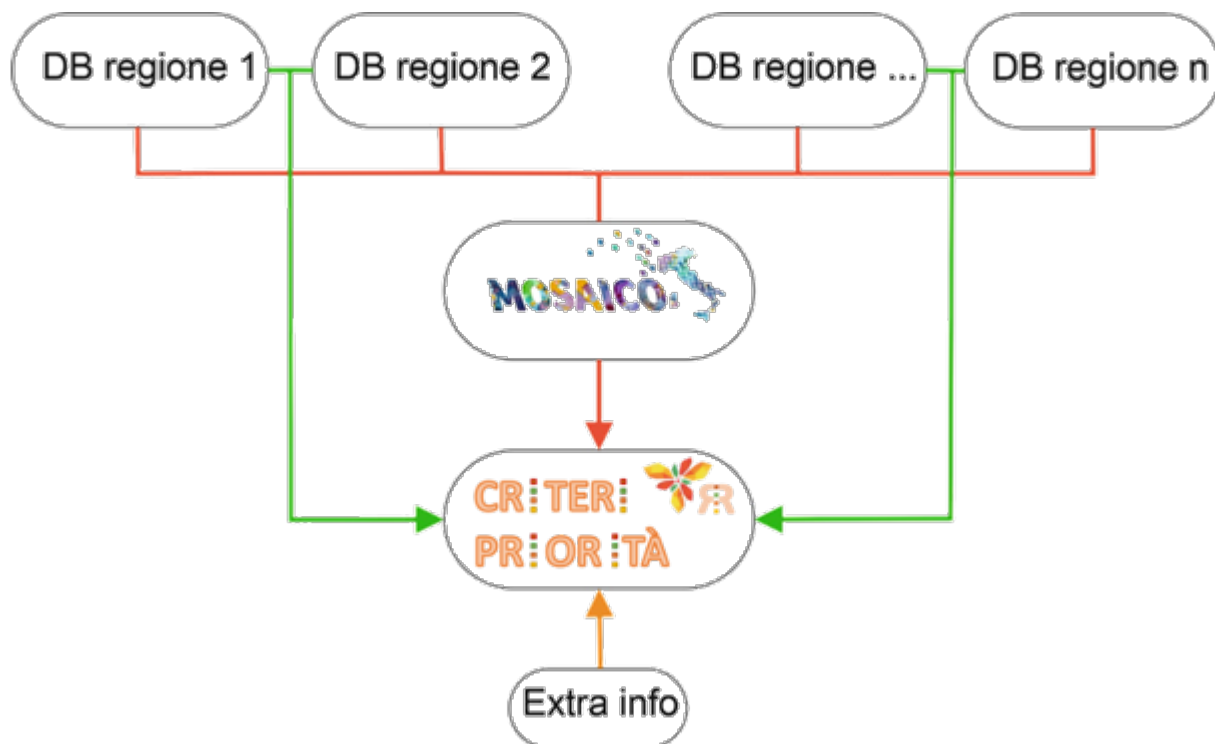 DB regione 1
DB regione 2
DB regione ...
DB regione n
MOSAICO
CRITERI
PRIORITÀ
Extra info